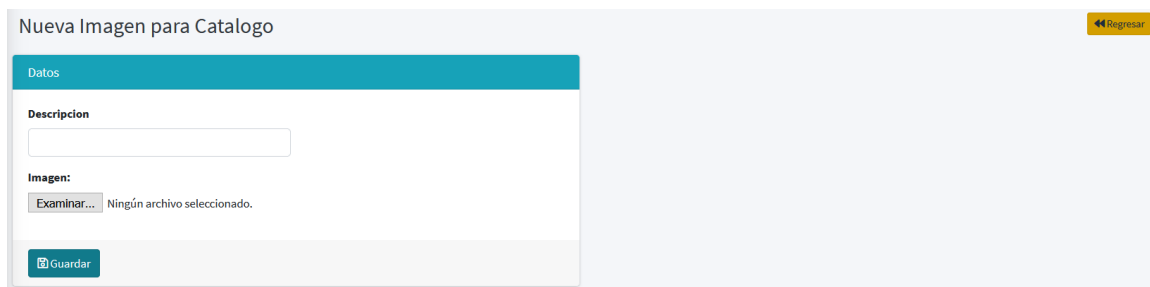 Nueva Imagen para Catalogo
Regresar
Datos
Descripcion
Imagen:
Examinar... Ningún archivo seleccionado.
Guardar